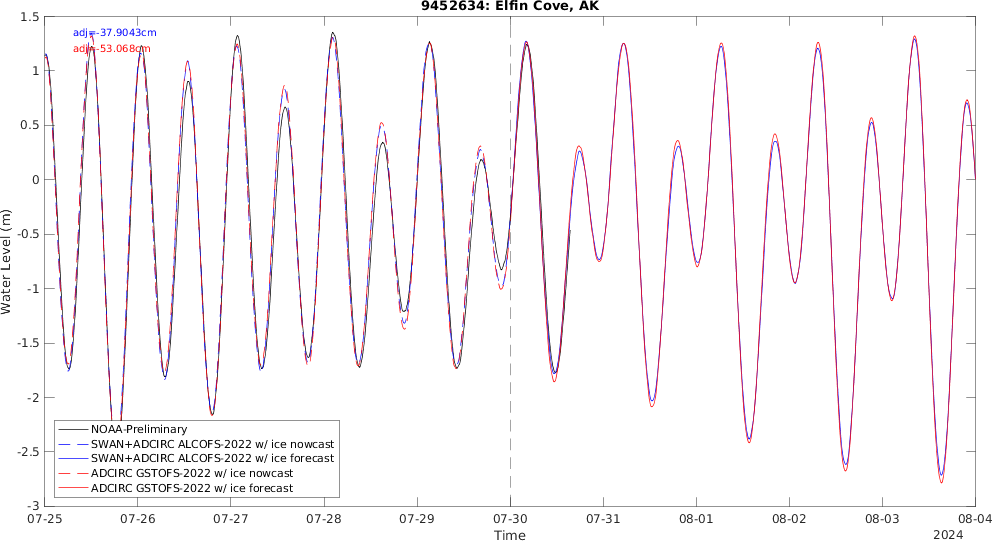 9452634: Elfin Cove, AK
adj=-37.9043cm
adj=-53.068cm
1.5
1
0.5
0
-0.5
-1
-1.5
-2
-2.5
-3
Water Level (m)
NOAA-Preliminary
SWAN+ADCIRC ALCOFS-2022 w/ ice nowcast
SWAN+ADCIRC ALCOFS-2022 w/ ice forecast
ADCIRC GSTOFS-2022 w/ ice nowcast
ADCIRC GSTOFS-2022 w/ ice forecast
07-25 07-26 07-27 07-28 07-29 07-30 07-31 08-01 08-02 08-03 08-04
Time
2024